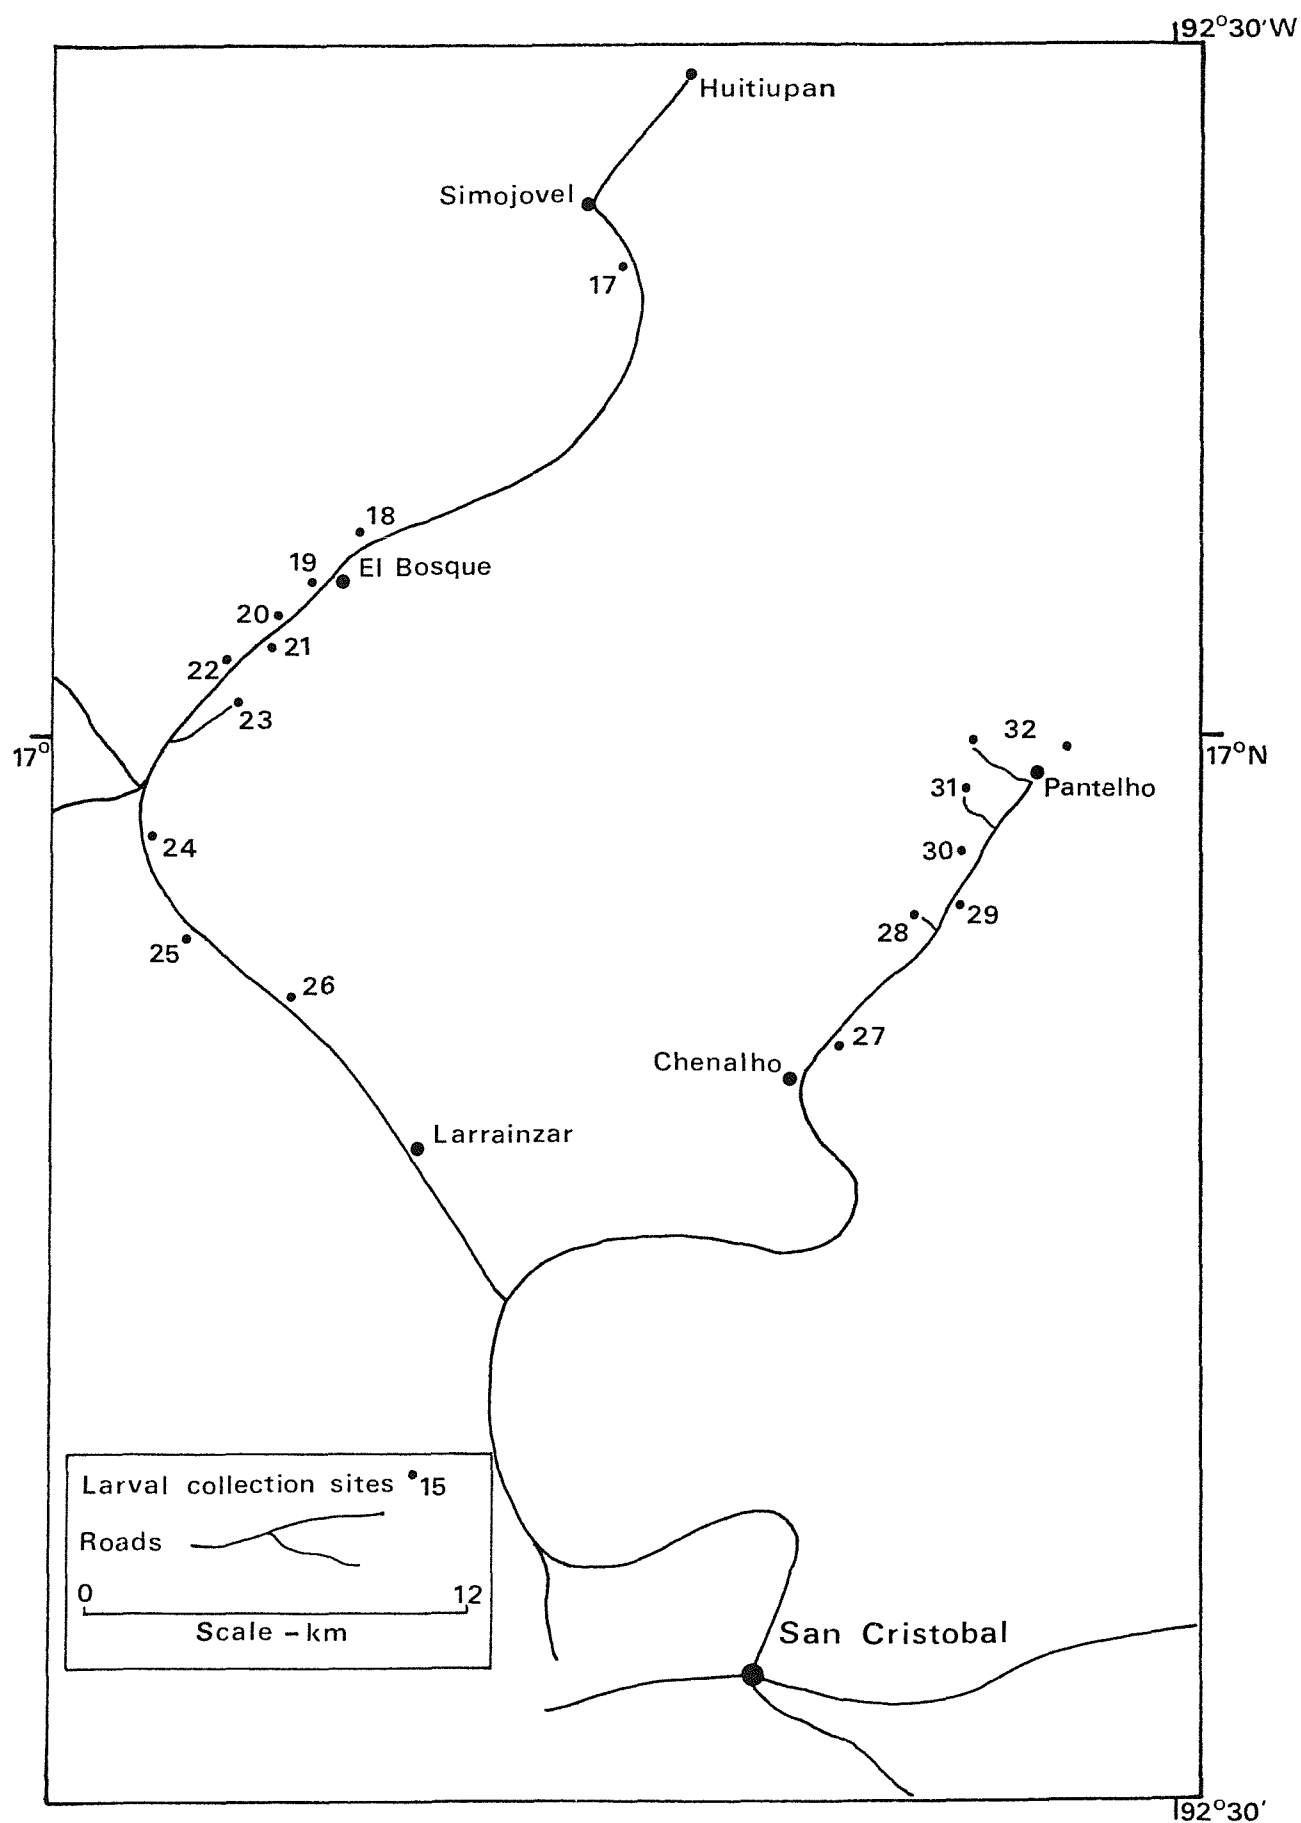 92°30'W
Huitiupan
Simojovel
17
18
19
El Bosque
20
21
22
23
17°
17°N
32
31
Pantelho
24
30
29
28
25
26
27
Chenalho
Larrainzar
Larval collection sites 15
Roads
0 12
Scale – km
San Cristobal
92°30'